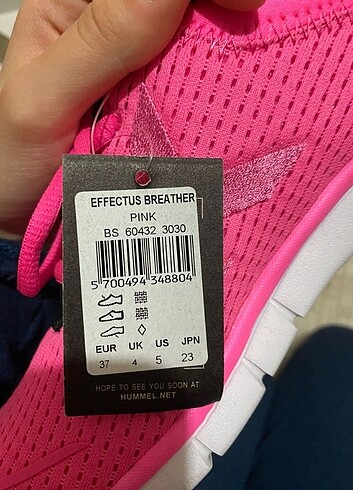 EFFECTUS BREATHER
PINK
BS 60432 3030
5 700494 348804
EUR UK US JPN
37 4 5 23
HOPE TO SEE YOU SOON AT
HUMMEL.NET